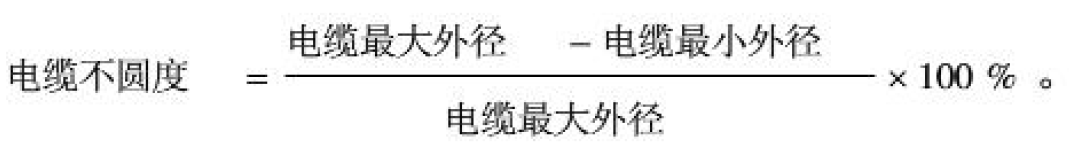 电缆最大外径 – 电缆最小外径
电缆不圆度 = × 100 % 。
电缆最大外径